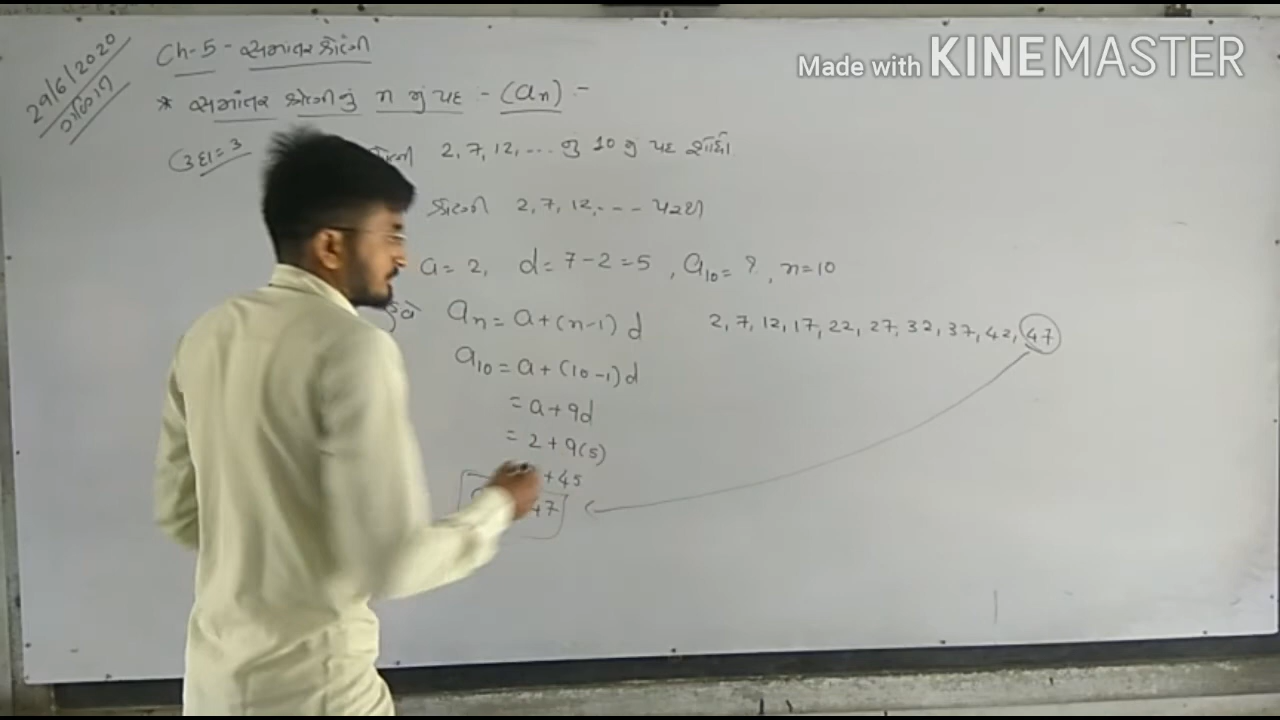 29/6/2020
ગણિત
Ch-5 - સમાંતર શ્રેણી
* સમાંતર શ્રેણીનું n મું પદ :- (an) :-
ઉદા=3 શ્રેણી 2, 7, 12, ... નું 10 મું પદ શોધો
શ્રેણી 2, 7, 12, --- પરથી
a = 2, d = 7 - 2 = 5, a10 = ?, n = 10
હવે an = a + (n-1) d
a10 = a + (10-1) d
= a + 9d
= 2 + 9(5)
+ 45
47
2, 7, 12, 17, 22, 27, 32, 37, 42, 47
Made with KINEMASTER